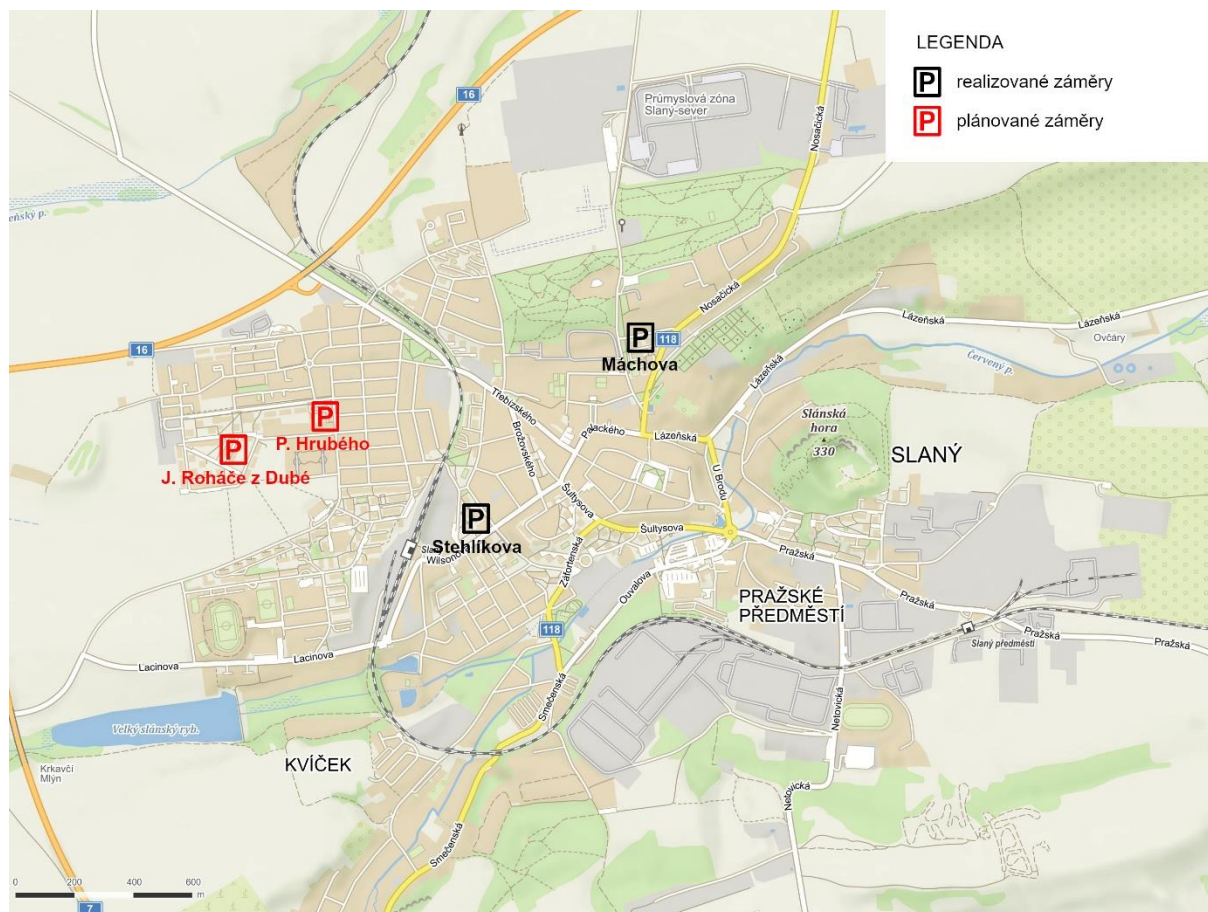 LEGENDA
P realizované záměry
P plánované záměry
16
Průmyslová zóna
Slaný-sever
Nosačická
Nosačická
Lázeňská
Lázeňská
Ovčáry
Červený p.
Lázeňská
16
P
118
Máchova
Třebízského
Slánská
hora
330
P
P. Hrubého
P
J. Roháče z Dubé
Brožovského
Palackého
Lázeňská
SLANÝ
U Brodu
Šultysova
Šultysova
P
Stehlíkova
Pražská
Záfortenská
Ouvalova
PRAŽSKÉ
PŘEDMĚSTÍ
Pražská
118
Pražská
Pražská
Slaný předměstí
Lacinova
Lacinova
Smečenská
Netovická
Velký slánský ryb.
KVÍČEK
Krkavčí
Mlýn
Netovická
Smečenská
0 200 400 600
m
7